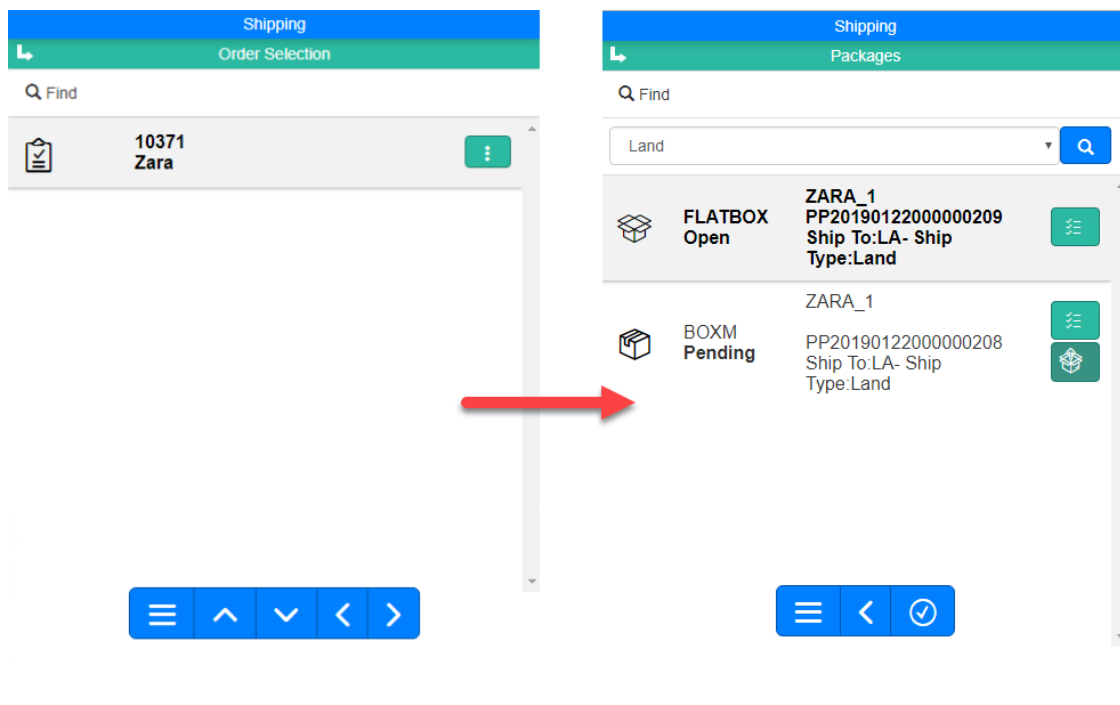 Shipping
Order Selection
Find
10371
Zara
Shipping
Packages
Find
Land
FLATBOX
Open
ZARA_1
PP20190122000000209
Ship To:LA- Ship
Type:Land
BOXM
Pending
ZARA_1
PP20190122000000208
Ship To:LA- Ship
Type:Land